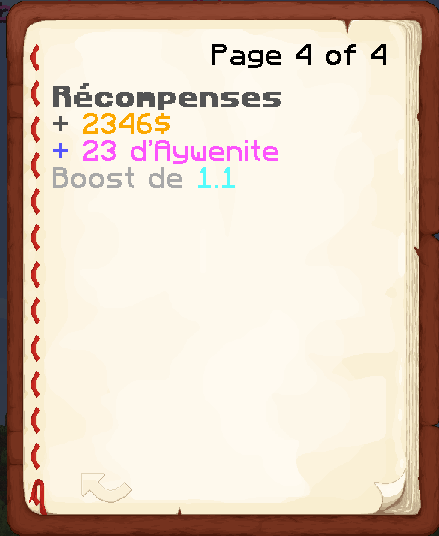 Page 4 of 4
Récompenses
+ 2346$
+ 23 d'Aywenite
Boost de 1.1